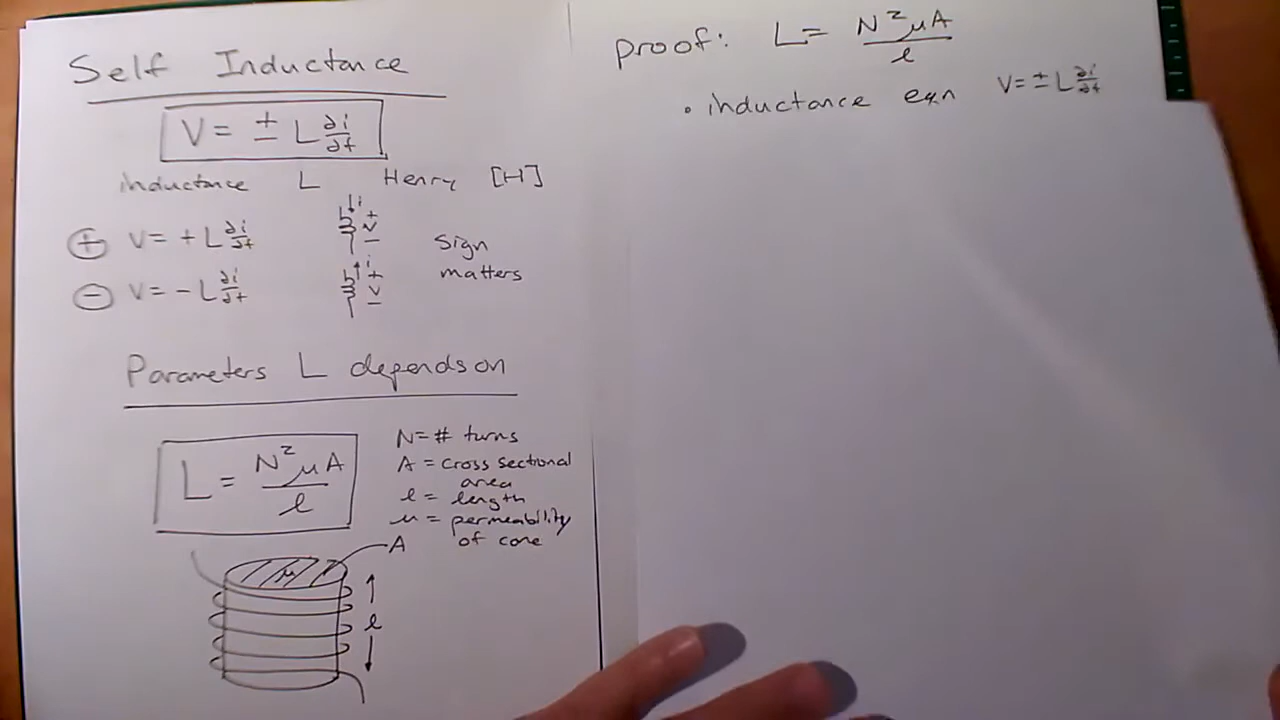 Self Inductance
V = ± L ∂i/∂t
inductance L Henry [H]
+ V = + L ∂i/∂t i + V −
− V = − L ∂i/∂t i + V −
Sign
matters
Parameters L depends on
L = N²μA/ℓ
N = # turns
A = cross sectional
area
ℓ = length
μ = permeability
of core
A
μ
ℓ
proof: L = N²μA/ℓ
• inductance eqn V = ± L ∂i/∂t